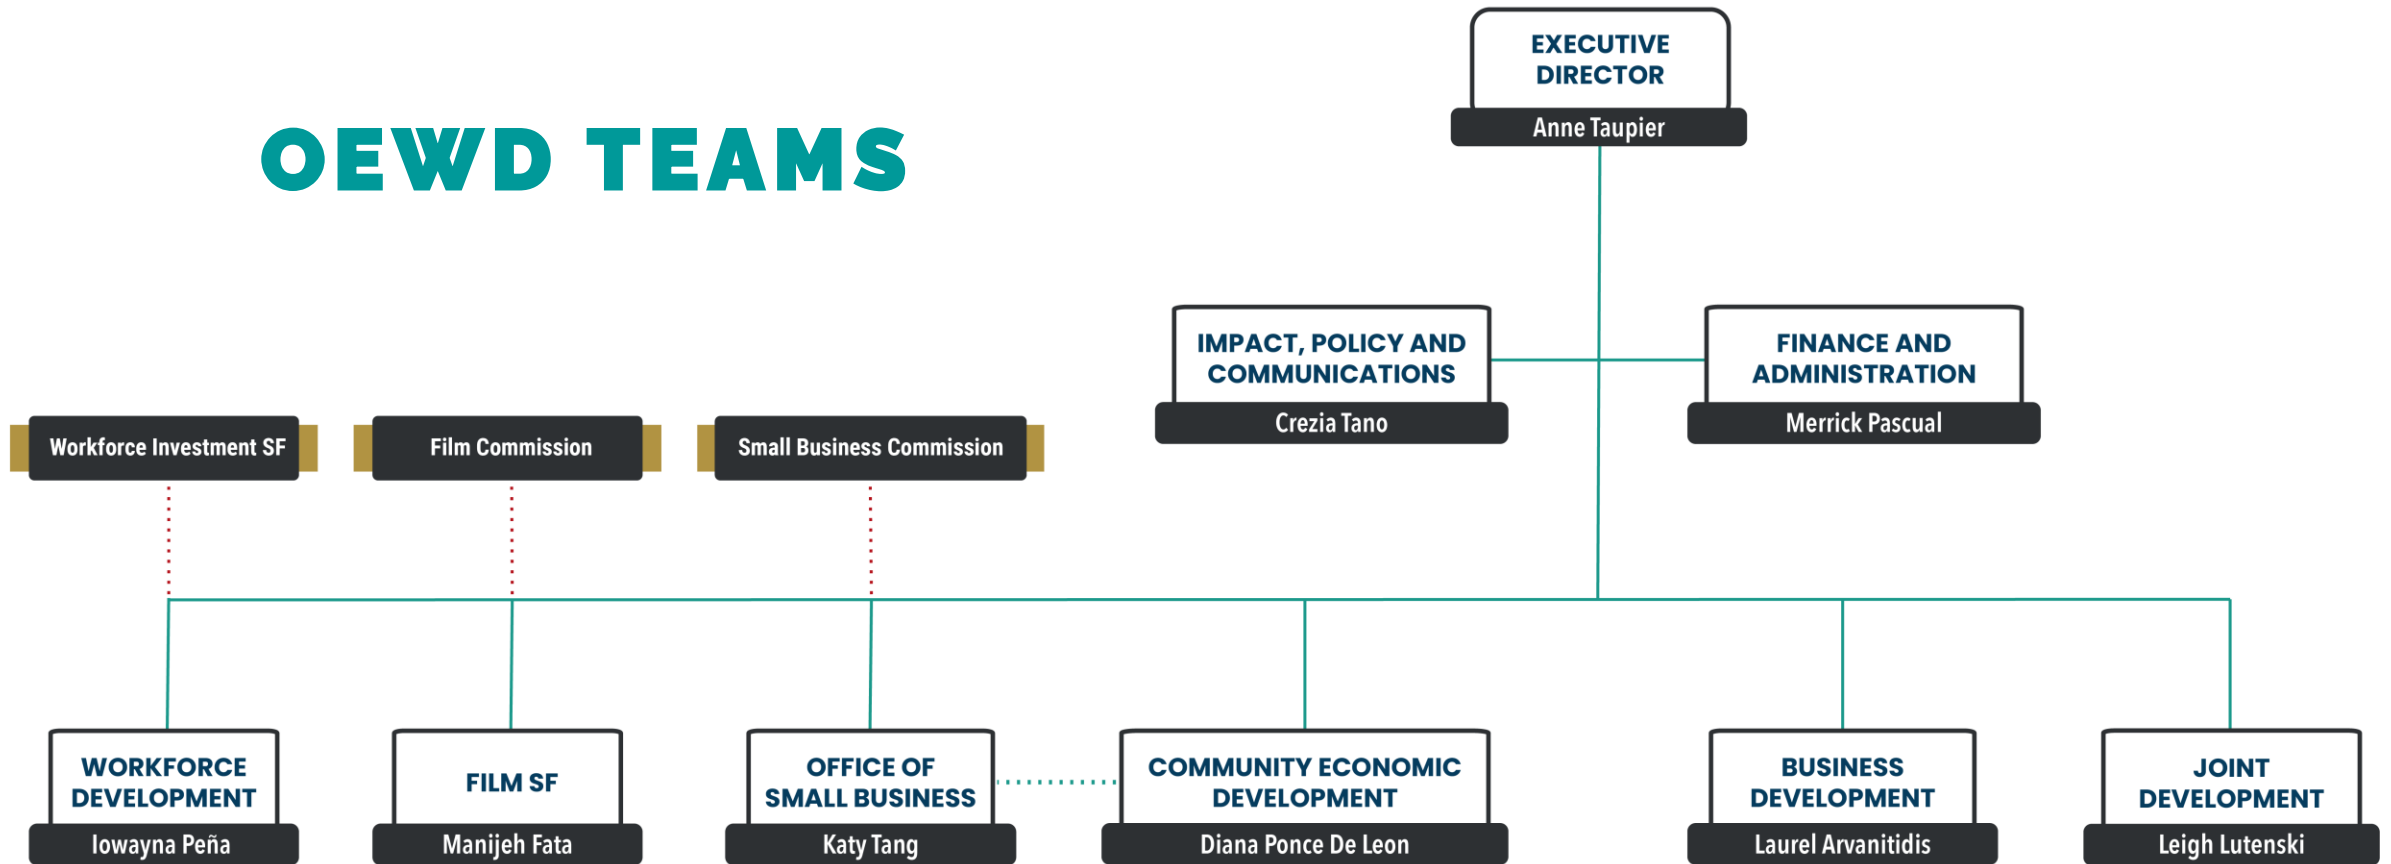 EXECUTIVE
DIRECTOR
Anne Taupier
OEWD TEAMS
IMPACT, POLICY AND
COMMUNICATIONS
Crezia Tano
FINANCE AND
ADMINISTRATION
Merrick Pascual
Workforce Investment SF
Film Commission
Small Business Commission
WORKFORCE
DEVELOPMENT
Iowayna Peña
FILM SF
Manijeh Fata
OFFICE OF
SMALL BUSINESS
Katy Tang
COMMUNITY ECONOMIC
DEVELOPMENT
Diana Ponce De Leon
BUSINESS
DEVELOPMENT
Laurel Arvanitidis
JOINT
DEVELOPMENT
Leigh Lutenski